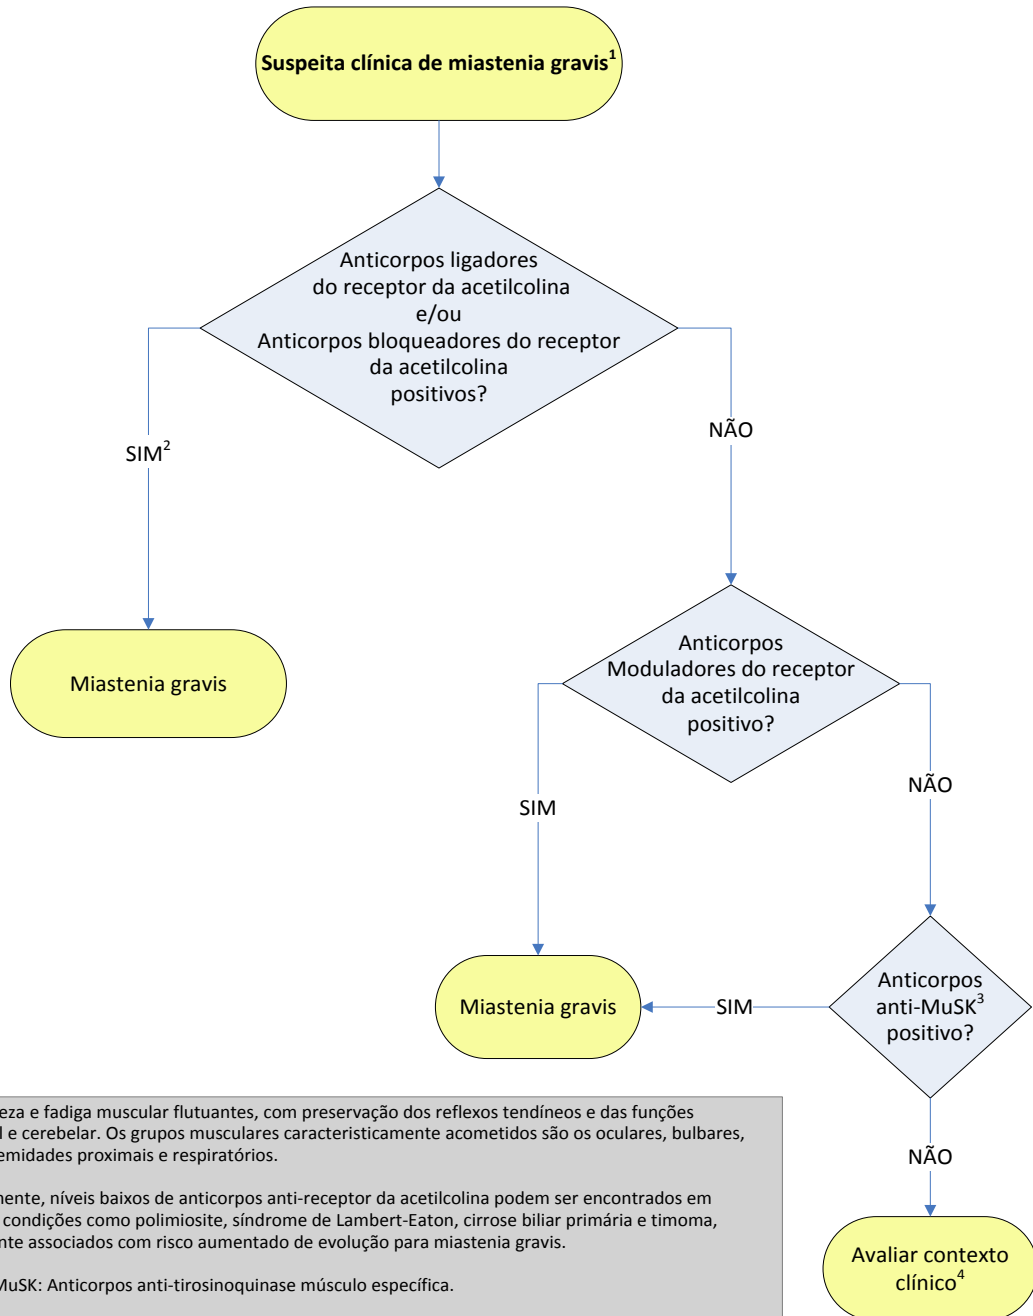 Suspeita clínica de miastenia gravis¹
Anticorpos ligadores
do receptor da acetilcolina
e/ou
Anticorpos bloqueadores do receptor
da acetilcolina
positivos?
SIM²
NÃO
Miastenia gravis
Anticorpos
Moduladores do receptor
da acetilcolina
positivo?
SIM
NÃO
Miastenia gravis
SIM
Anticorpos
anti-MuSK³
positivo?
NÃO
Avaliar contexto
clínico⁴
e fadiga muscular flutuantes, com preservação dos reflexos tendíneos e das funções
e cerebelar. Os grupos musculares caracteristicamente acometidos são os oculares, bulbares,
proximais e respiratórios.
níveis baixos de anticorpos anti-receptor da acetilcolina podem ser encontrados em
condições como polimiosite, síndrome de Lambert-Eaton, cirrose biliar primária e timoma,
associados com risco aumentado de evolução para miastenia gravis.
MuSK: Anticorpos anti-tirosinoquinase músculo específica.